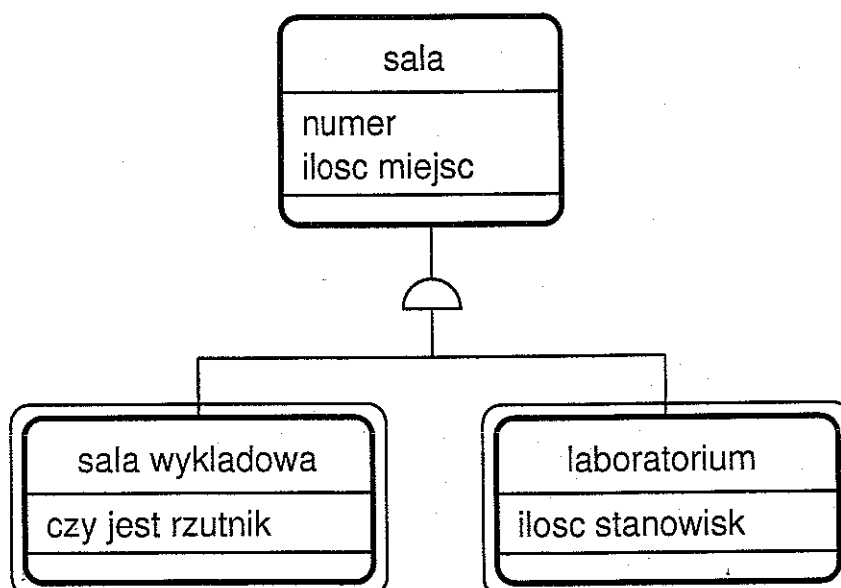 sala
numer
ilosc miejsc
sala wykladowa
laboratorium
czy jest rzutnik
ilosc stanowisk